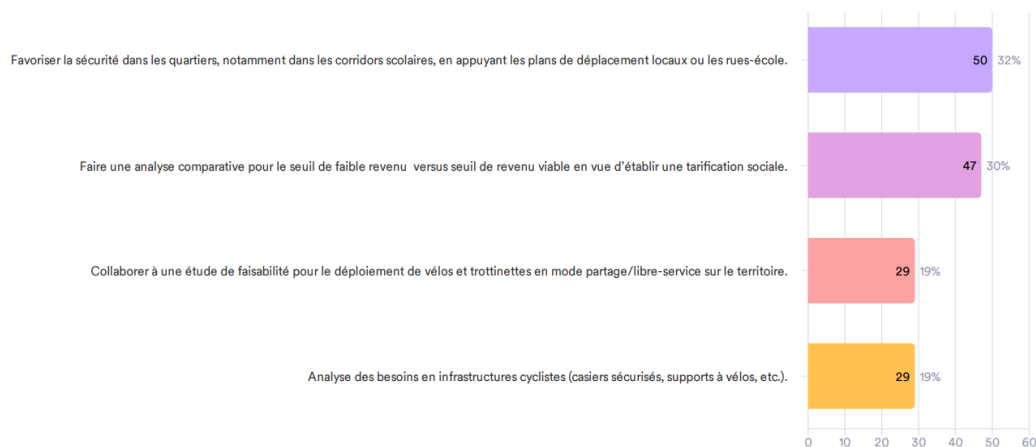 Favoriser la sécurité dans les quartiers, notamment dans les corridors scolaires, en appuyant les plans de déplacement locaux ou les rues-école.
50 32%
Faire une analyse comparative pour le seuil de faible revenu versus seuil de revenu viable en vue d'établir une tarification sociale.
47 30%
Collaborer à une étude de faisabilité pour le déploiement de vélos et trottinettes en mode partage/libre-service sur le territoire.
29 19%
Analyse des besoins en infrastructures cyclistes (casiers sécurisés, supports à vélos, etc.).
29 19%
0 10 20 30 40 50 60